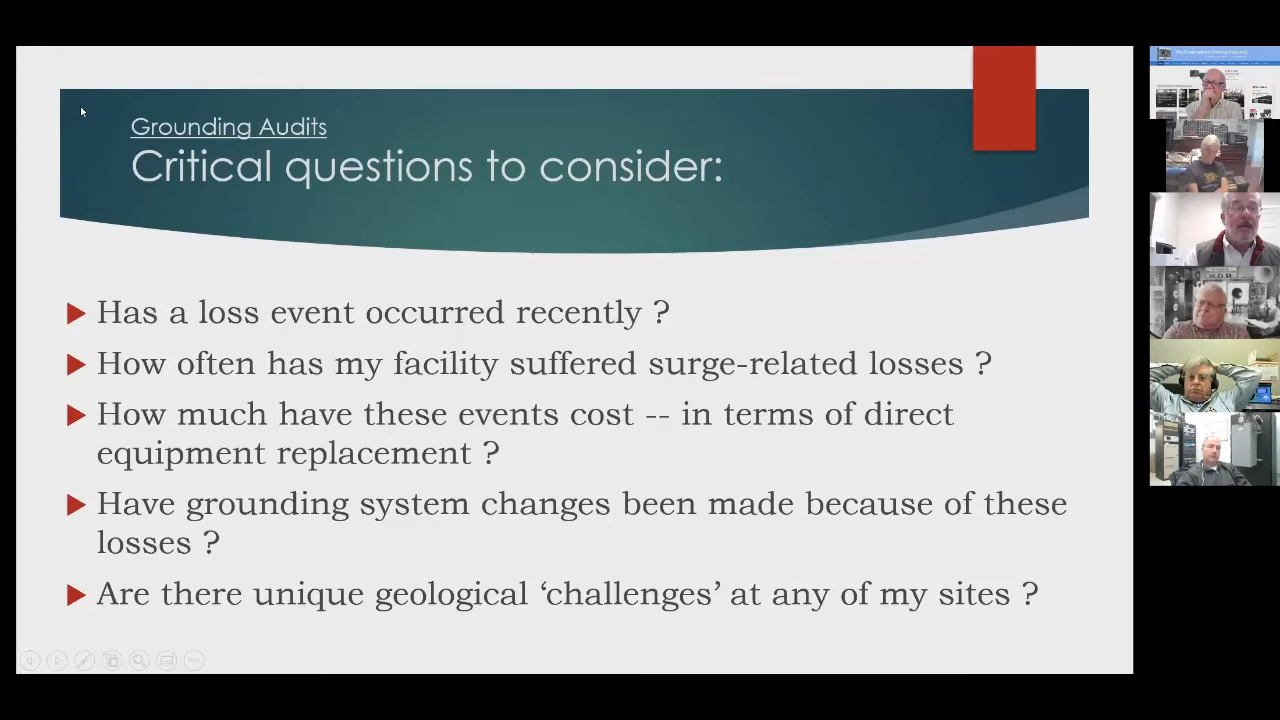 Grounding Audits
Critical questions to consider:
Has a loss event occurred recently ?
How often has my facility suffered surge-related losses ?
How much have these events cost -- in terms of direct
equipment replacement ?
Have grounding system changes been made because of these
losses ?
Are there unique geological ‘challenges’ at any of my sites ?
W.O.R.